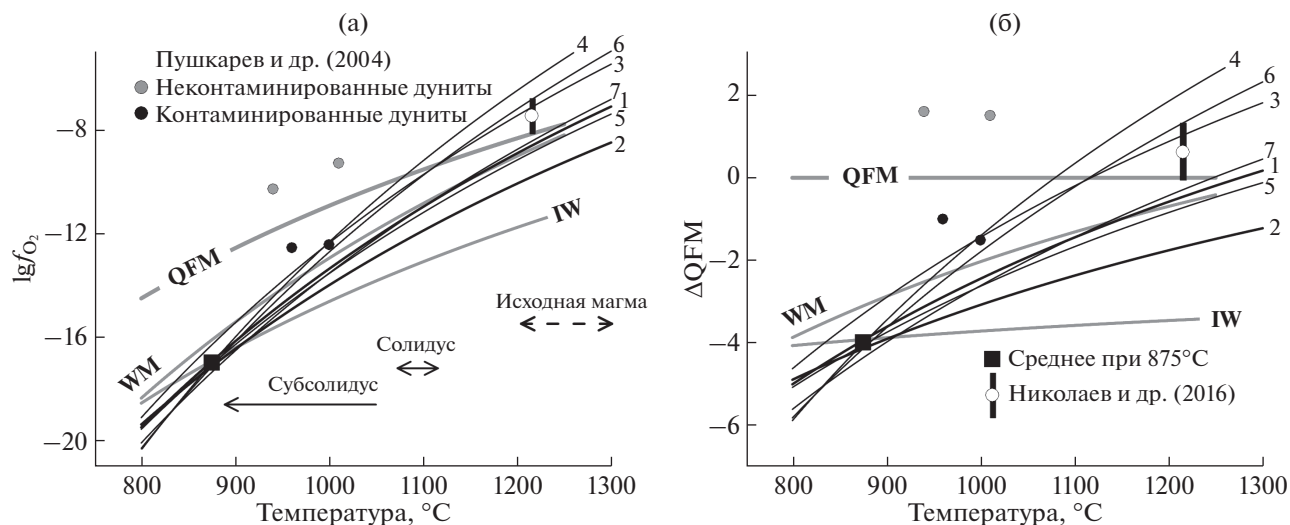 (а)
Пушкарев и др. (2004)
Неконтаминированные дуниты
Контаминированные дуниты
4
6
3
7
1
5
2
QFM
WM
IW
Исходная магма
Солидус
Субсолидус
lgfO2
−8
−12
−16
−20
800 900 1000 1100 1200 1300
Температура, °C
(б)
4
6
3
7
1
5
2
QFM
WM
IW
Среднее при 875°C
Николаев и др. (2016)
ΔQFM
2
0
−2
−4
−6
800 900 1000 1100 1200 1300
Температура, °C